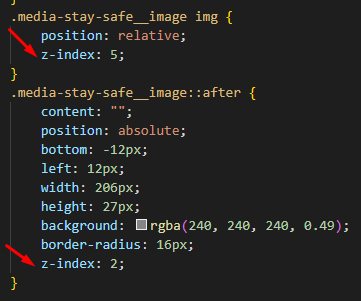 }
.media-stay-safe__image img {
position: relative;
z-index: 5;
}
.media-stay-safe__image::after {
content: "";
position: absolute;
bottom: -12px;
left: 12px;
width: 206px;
height: 27px;
background: rgba(240, 240, 240, 0.49);
border-radius: 16px;
z-index: 2;
}